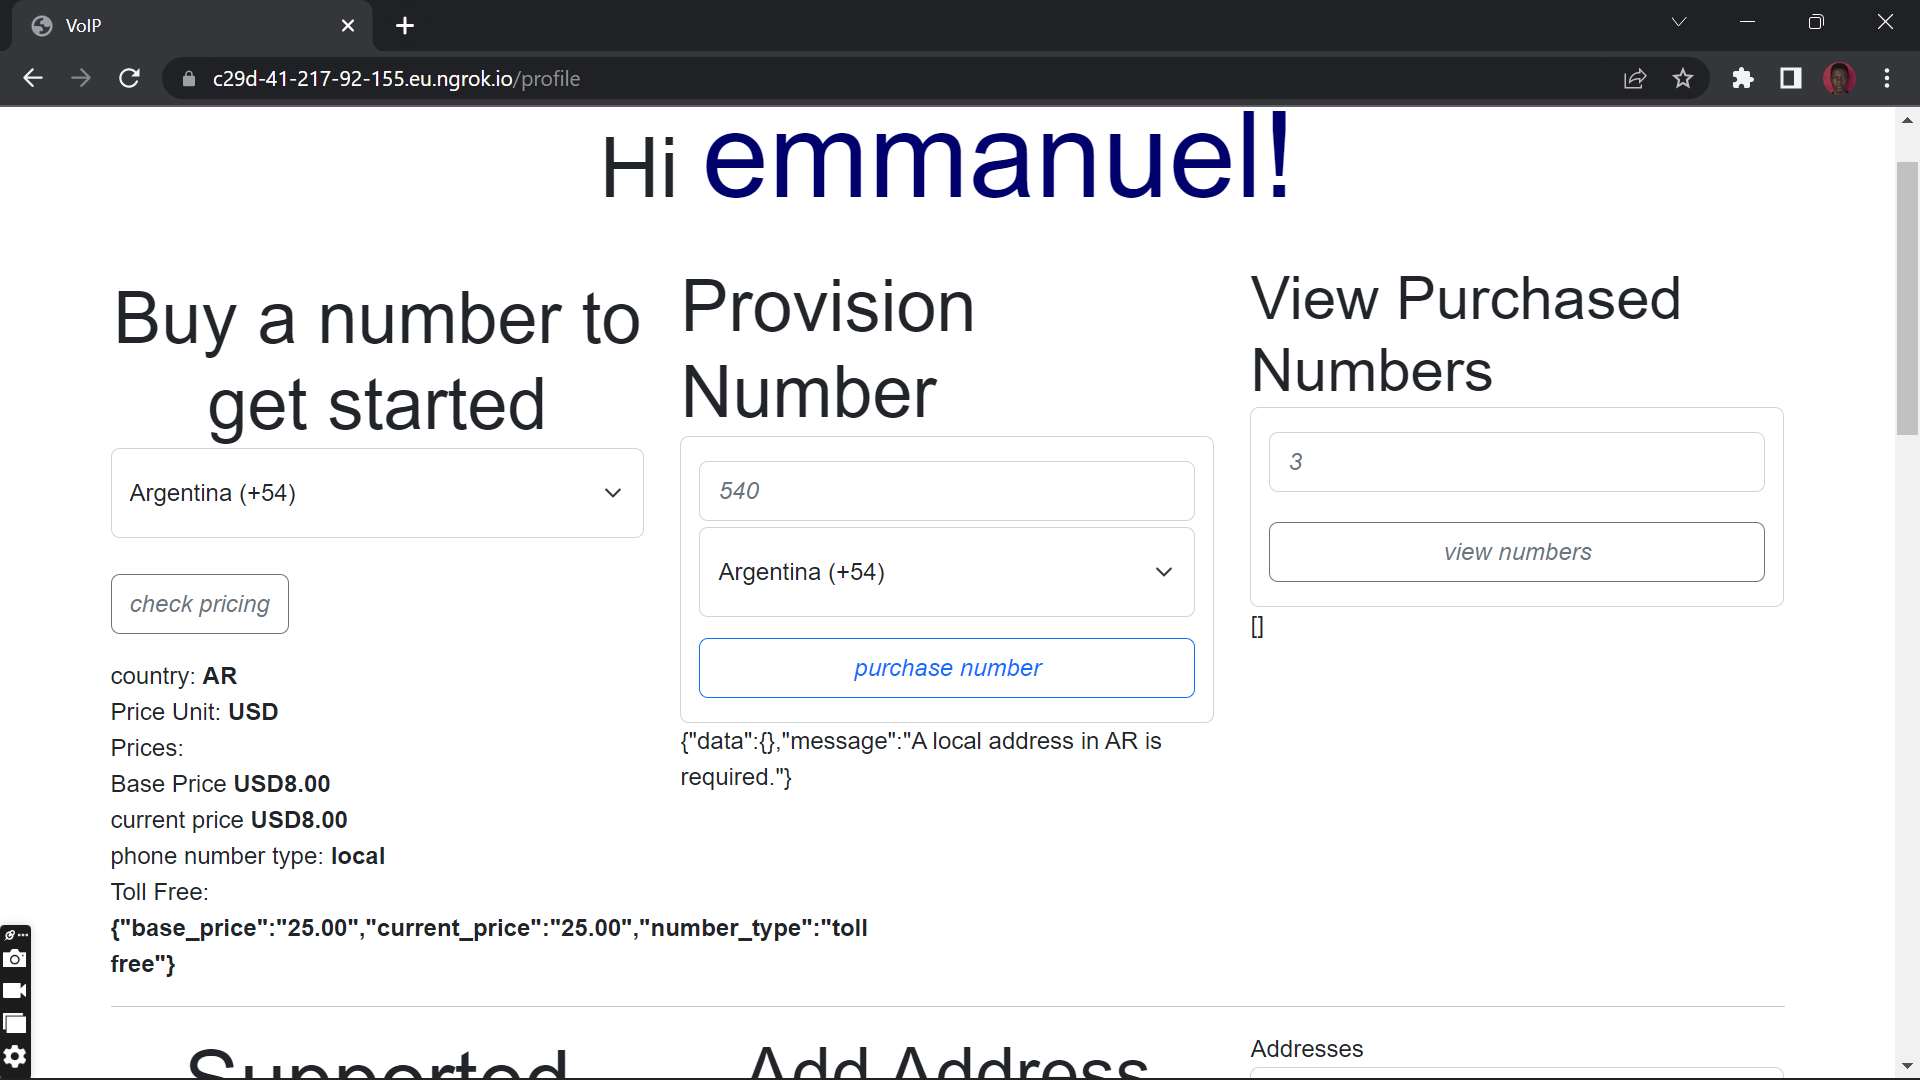 VoIP
c29d-41-217-92-155.eu.ngrok.io/profile
Hi emmanuel!
Buy a number to
get started
Argentina (+54)
check pricing
country: AR
Price Unit: USD
Prices:
Base Price USD8.00
current price USD8.00
phone number type: local
Toll Free:
{"base_price":"25.00","current_price":"25.00","number_type":"toll
free"}
Provision
Number
540
Argentina (+54)
purchase number
{"data":{},"message":"A local address in AR is
required."}
View Purchased
Numbers
3
view numbers
[]
Supported
Add Address
Addresses